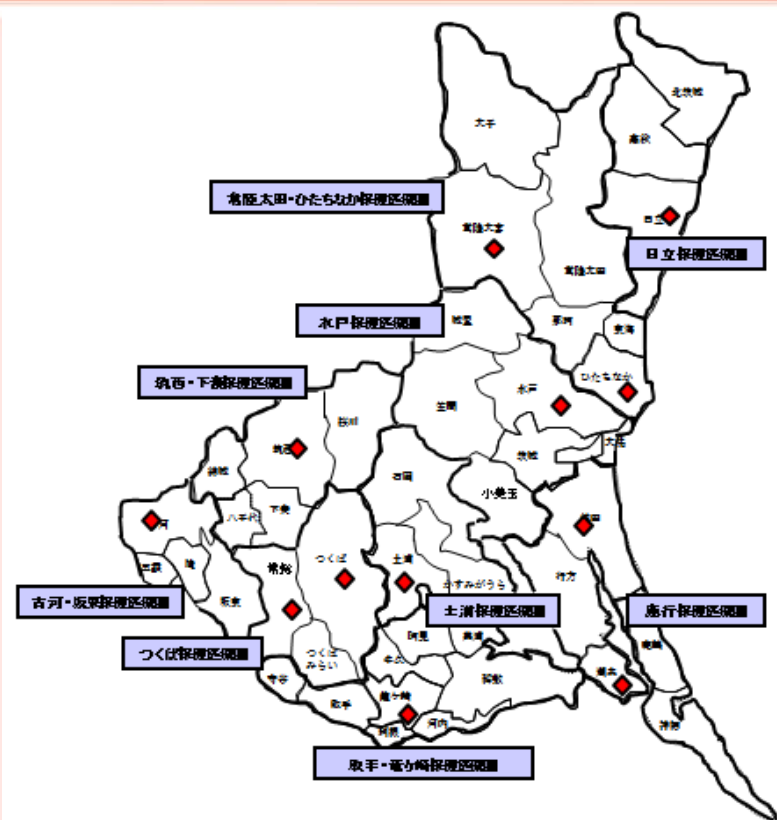 北茨城
大子
高萩
常陸太田・ひたちなか保健医療圏
日立
常陸大宮
日立保健医療圏
常陸太田
水戸保健医療圏
城里
那珂
東海
筑西・下妻保健医療圏
ひたちなか
水戸
笠間
桜川
大洗
茨城
筑西
結城
石岡
小美玉
八千代
下妻
河
鉾田
五霞
境
常総
つくば
土浦
かすみがうら
行方
坂東
古河・坂東保健医療圏
土浦保健医療圏
鹿行保健医療圏
つくば保健医療圏
つくば
みらい
阿見
美浦
牛久
鹿嶋
守谷
取手
龍ケ崎
稲敷
潮来
利根
河内
神栖
取手・竜ケ崎保健医療圏